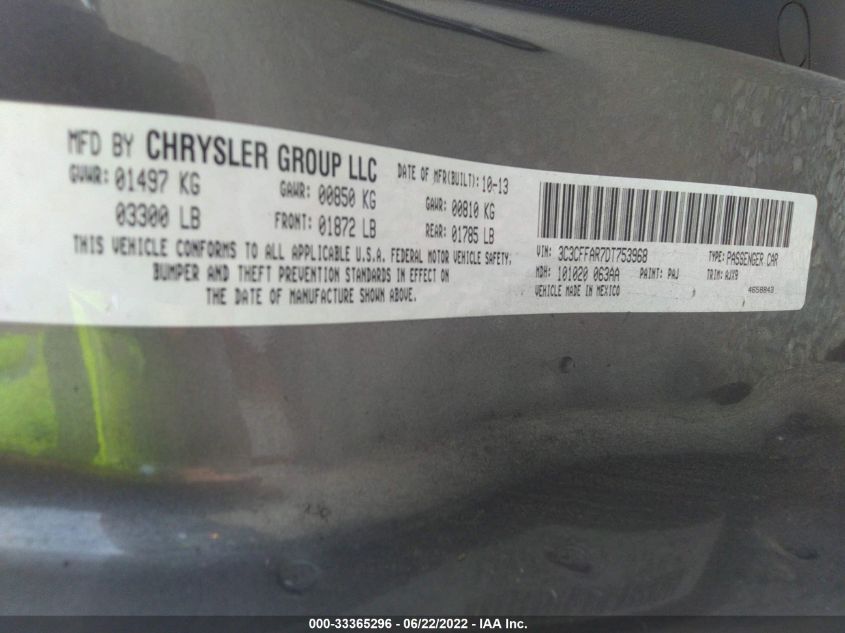 MFD BY CHRYSLER GROUP LLC DATE OF MFR(BUILT): 10-13
GVWR: 01497 KG GAWR: 00850 KG GAWR: 00810 KG
03300 LB FRONT: 01872 LB REAR: 01785 LB
THIS VEHICLE CONFORMS TO ALL APPLICABLE U.S.A. FEDERAL MOTOR VEHICLE SAFETY,
BUMPER AND THEFT PREVENTION STANDARDS IN EFFECT ON
THE DATE OF MANUFACTURE SHOWN ABOVE.
VIN: 3C3CFFAR7DT753968 TYPE: PASSENGER CAR
MDH: 101020 063AA PAINT: PAJ TRIM: AJX9
VEHICLE MADE IN MEXICO 4658843
000-33365296 - 06/22/2022 - IAA Inc.